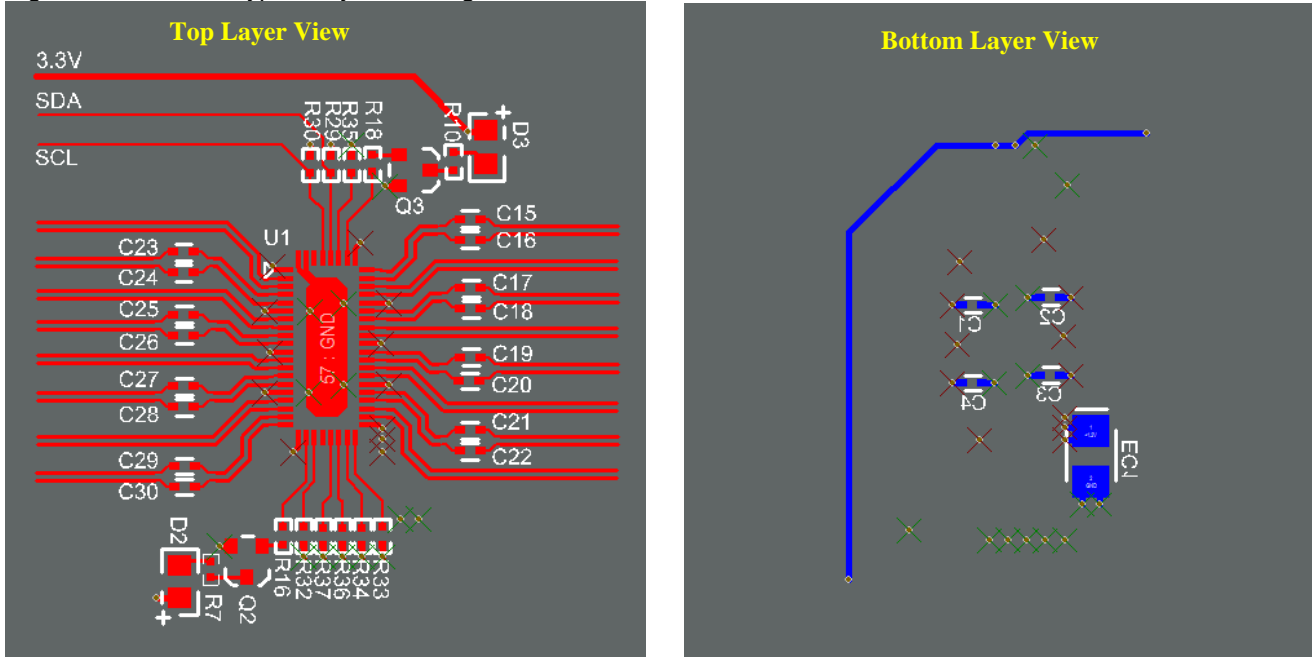 Top Layer View
3.3V
SDA
SCL
R30
R29
R35
R18
R10
+
D3
Q3
U1
C15
C16
C17
C18
C19
C20
C21
C22
C23
C24
C25
C26
C27
C28
C29
C30
57 : GND
D2
+
R7
Q2
R16
R32
R37
R36
R34
R33
Bottom Layer View
C1
C2
C4
C3
GND